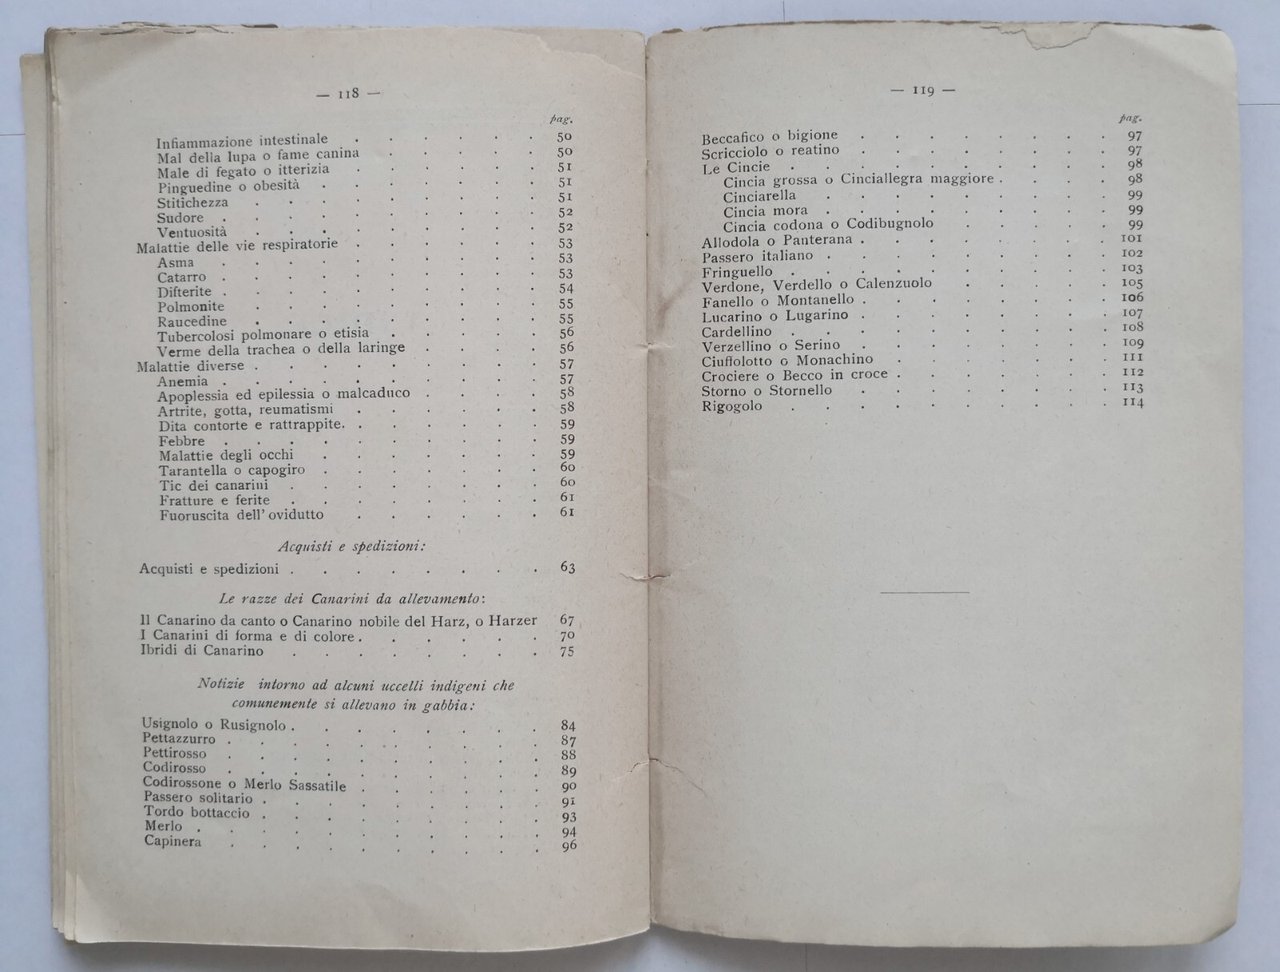 — 118 —
pag.
Infiammazione intestinale . . . . . . 50
Mal della lupa o fame canina . . . . . 50
Male di fegato o itterizia . . . . . . 51
Pinguedine o obesità . . . . . . . 51
Stitichezza . . . . . . . . . 51
Sudore . . . . . . . . . . 52
Ventuosità . . . . . . . . . 52
Malattie delle vie respiratorie . . . . . . 53
Asma . . . . . . . . . . 53
Catarro . . . . . . . . . . 53
Difterite . . . . . . . . . . 54
Polmonite . . . . . . . . . 55
Raucedine . . . . . . . . . 55
Tubercolosi polmonare o etisia . . . . . 56
Verme della trachea o della laringe . . . . 56
Malattie diverse . . . . . . . . . 57
Anemia . . . . . . . . . . 57
Apoplessia ed epilessia o malcaduco . . . . 58
Artrite, gotta, reumatismi . . . . . . 58
Dita contorte e rattrappite. . . . . . . 59
Febbre . . . . . . . . . . 59
Malattie degli occhi . . . . . . . 59
Tarantella o capogiro . . . . . . . 60
Tic dei canarini . . . . . . . . 60
Fratture e ferite . . . . . . . . 61
Fuoruscita dell' ovidutto . . . . . . 61
Acquisti e spedizioni:
Acquisti e spedizioni . . . . . . . . 63
Le razze dei Canarini da allevamento:
Il Canarino da canto o Canarino nobile del Harz, o Harzer 67
I Canarini di forma e di colore . . . . . . 70
Ibridi di Canarino . . . . . . . . 75
Notizie intorno ad alcuni uccelli indigeni che
comunemente si allevano in gabbia:
Usignolo o Rusignolo . . . . . . . . 84
Pettazzurro . . . . . . . . . . 87
Pettirosso . . . . . . . . . . 88
Codirosso . . . . . . . . . . 89
Codirossone o Merlo Sassatile . . . . . . 90
Passero solitario . . . . . . . . . 91
Tordo bottaccio . . . . . . . . . 93
Merlo . . . . . . . . . . . 94
Capinera . . . . . . . . . . 96
— 119 —
pag.
Beccafico o bigione . . . . . . . . 97
Scricciolo o reatino . . . . . . . . 97
Le Cincie . . . . . . . . . . 98
Cincia grossa o Cinciallegra maggiore . . . . 98
Cinciarella . . . . . . . . . 99
Cincia mora . . . . . . . . . 99
Cincia codona o Codibugnolo . . . . . 99
Allodola o Panterana . . . . . . . . 101
Passero italiano . . . . . . . . . 102
Fringuello . . . . . . . . . . 103
Verdone, Verdello o Calenzuolo . . . . . 105
Fanello o Montanello . . . . . . . . 106
Lucarino o Lugarino . . . . . . . . 107
Cardellino . . . . . . . . . . 108
Verzellino o Serino . . . . . . . . 109
Ciuffolotto o Monachino . . . . . . . 111
Crociere o Becco in croce . . . . . . . 112
Storno o Stornello . . . . . . . . 113
Rigogolo . . . . . . . . . . 114